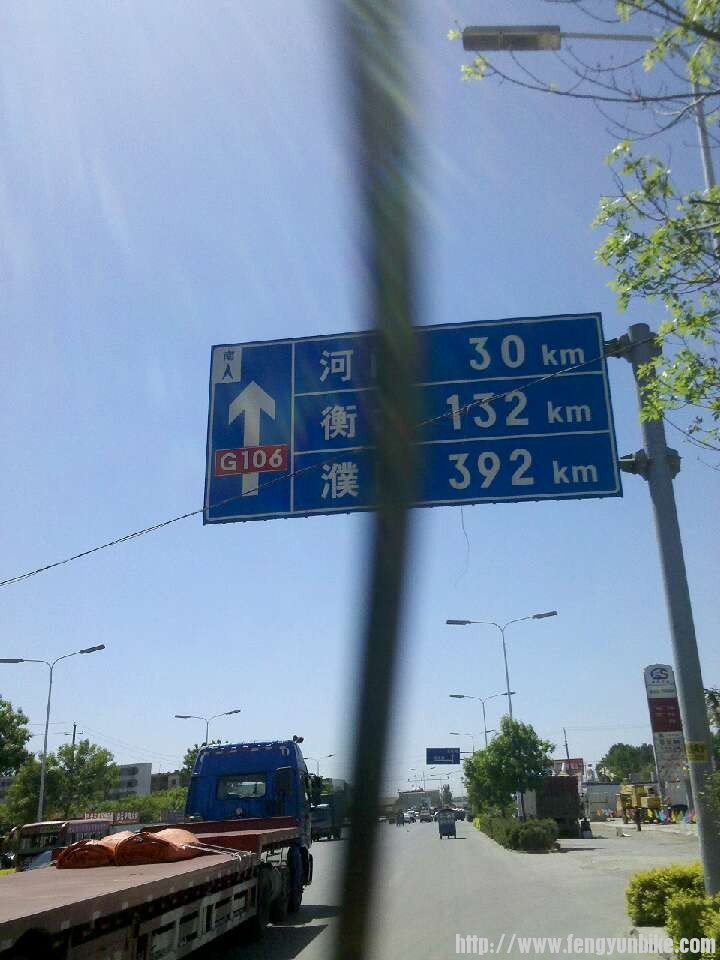 南
G106
河 30 km
衡 132 km
濮 392 km
http://www.fengyunbike.com